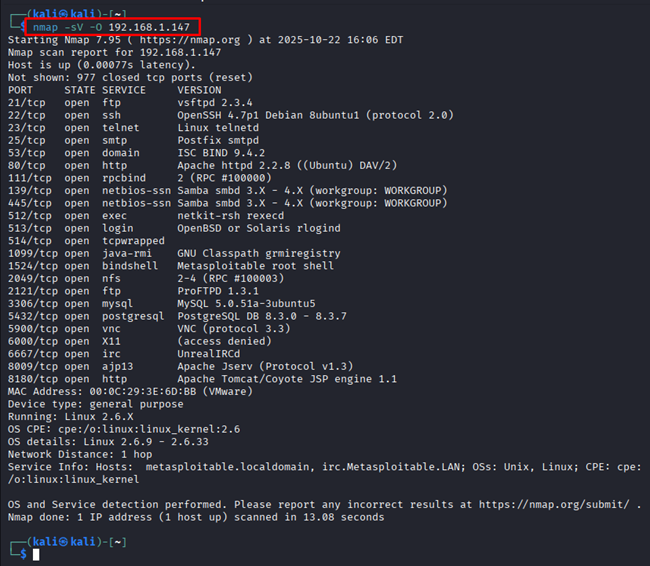 ┌──(kali㉿kali)-[~]
└─$ nmap -sV -O 192.168.1.147
Starting Nmap 7.95 ( https://nmap.org ) at 2025-10-22 16:06 EDT
Nmap scan report for 192.168.1.147
Host is up (0.00077s latency).
Not shown: 977 closed tcp ports (reset)
PORT     STATE SERVICE     VERSION
21/tcp   open  ftp         vsftpd 2.3.4
22/tcp   open  ssh         OpenSSH 4.7p1 Debian 8ubuntu1 (protocol 2.0)
23/tcp   open  telnet      Linux telnetd
25/tcp   open  smtp        Postfix smtpd
53/tcp   open  domain      ISC BIND 9.4.2
80/tcp   open  http        Apache httpd 2.2.8 ((Ubuntu) DAV/2)
111/tcp  open  rpcbind     2 (RPC #100000)
139/tcp  open  netbios-ssn Samba smbd 3.X - 4.X (workgroup: WORKGROUP)
445/tcp  open  netbios-ssn Samba smbd 3.X - 4.X (workgroup: WORKGROUP)
512/tcp  open  exec        netkit-rsh rexecd
513/tcp  open  login       OpenBSD or Solaris rlogind
514/tcp  open  tcpwrapped
1099/tcp open  java-rmi    GNU Classpath grmiregistry
1524/tcp open  bindshell   Metasploitable root shell
2049/tcp open  nfs         2-4 (RPC #100003)
2121/tcp open  ftp         ProFTPD 1.3.1
3306/tcp open  mysql       MySQL 5.0.51a-3ubuntu5
5432/tcp open  postgresql  PostgreSQL DB 8.3.0 - 8.3.7
5900/tcp open  vnc         VNC (protocol 3.3)
6000/tcp open  X11         (access denied)
6667/tcp open  irc         UnrealIRCd
8009/tcp open  ajp13       Apache Jserv (Protocol v1.3)
8180/tcp open  http        Apache Tomcat/Coyote JSP engine 1.1
MAC Address: 00:0C:29:3E:6D:BB (VMware)
Device type: general purpose
Running: Linux 2.6.X
OS CPE: cpe:/o:linux:linux_kernel:2.6
OS details: Linux 2.6.9 - 2.6.33
Network Distance: 1 hop
Service Info: Hosts:  metasploitable.localdomain, irc.Metasploitable.LAN; OSs: Unix, Linux; CPE: cpe:
/o:linux:linux_kernel

OS and Service detection performed. Please report any incorrect results at https://nmap.org/submit/ .
Nmap done: 1 IP address (1 host up) scanned in 13.08 seconds

┌──(kali㉿kali)-[~]
└─$